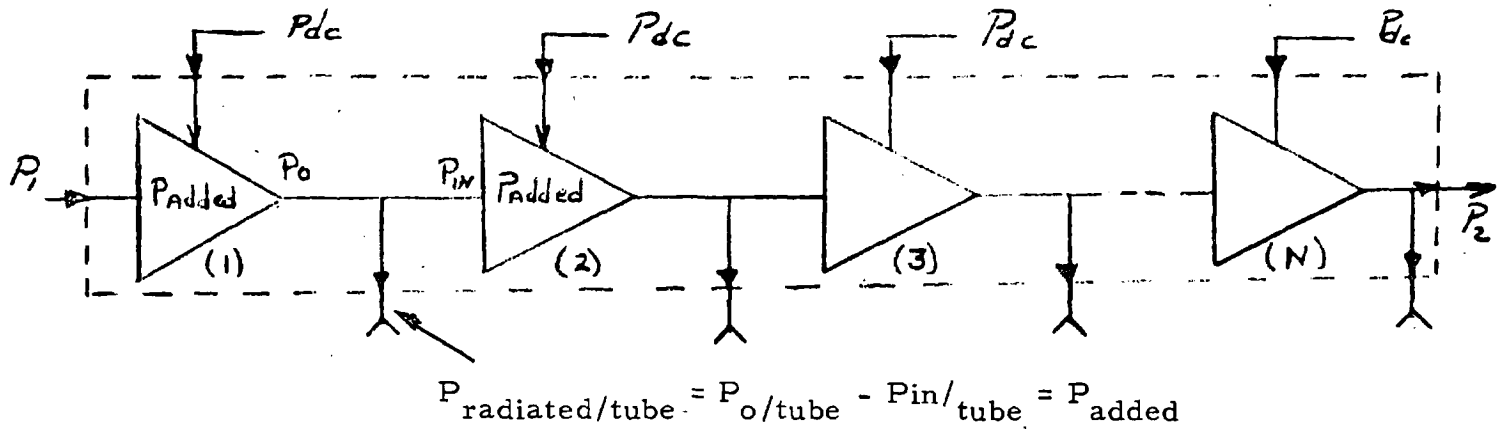 Pdc Pdc Pdc Pdc
P1 PAdded P0 PIN PAdded P2
(1) (2) (3) (N)
Pradiated/tube = Po/tube - Pin/tube = Padded